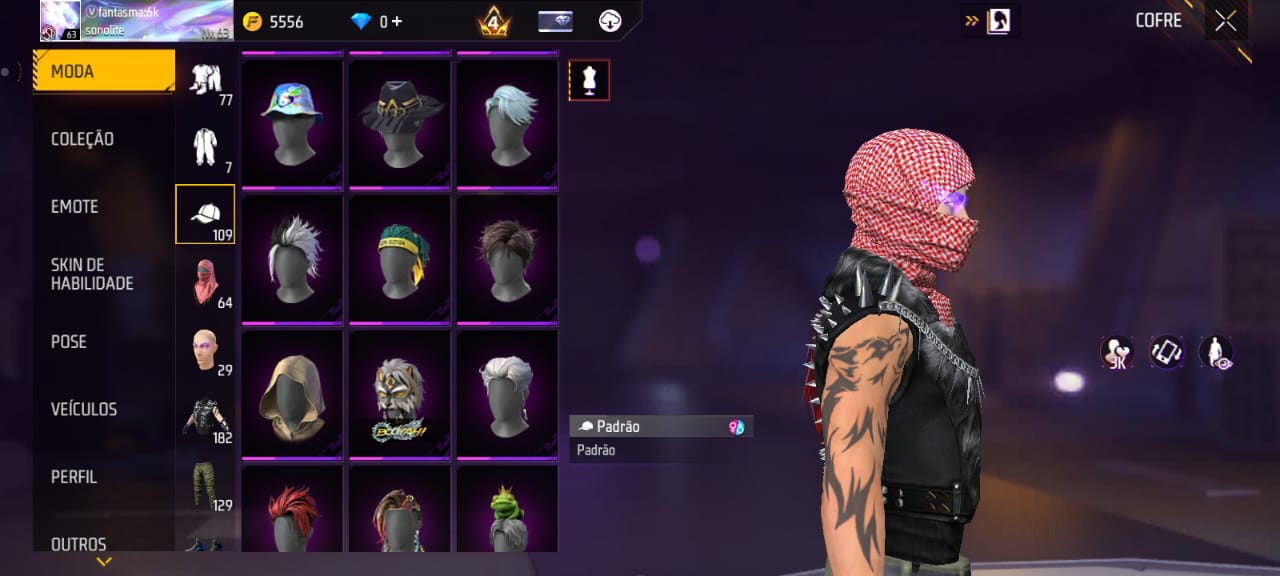 fantasma:6k
63
sonolite
Nv. 63
5556
0 +
4
COFRE
MODA
COLEÇÃO
EMOTE
SKIN DE
HABILIDADE
POSE
VEÍCULOS
PERFIL
OUTROS
77
7
109
64
29
182
129
BOOYAH!
3K
Padrão
Padrão